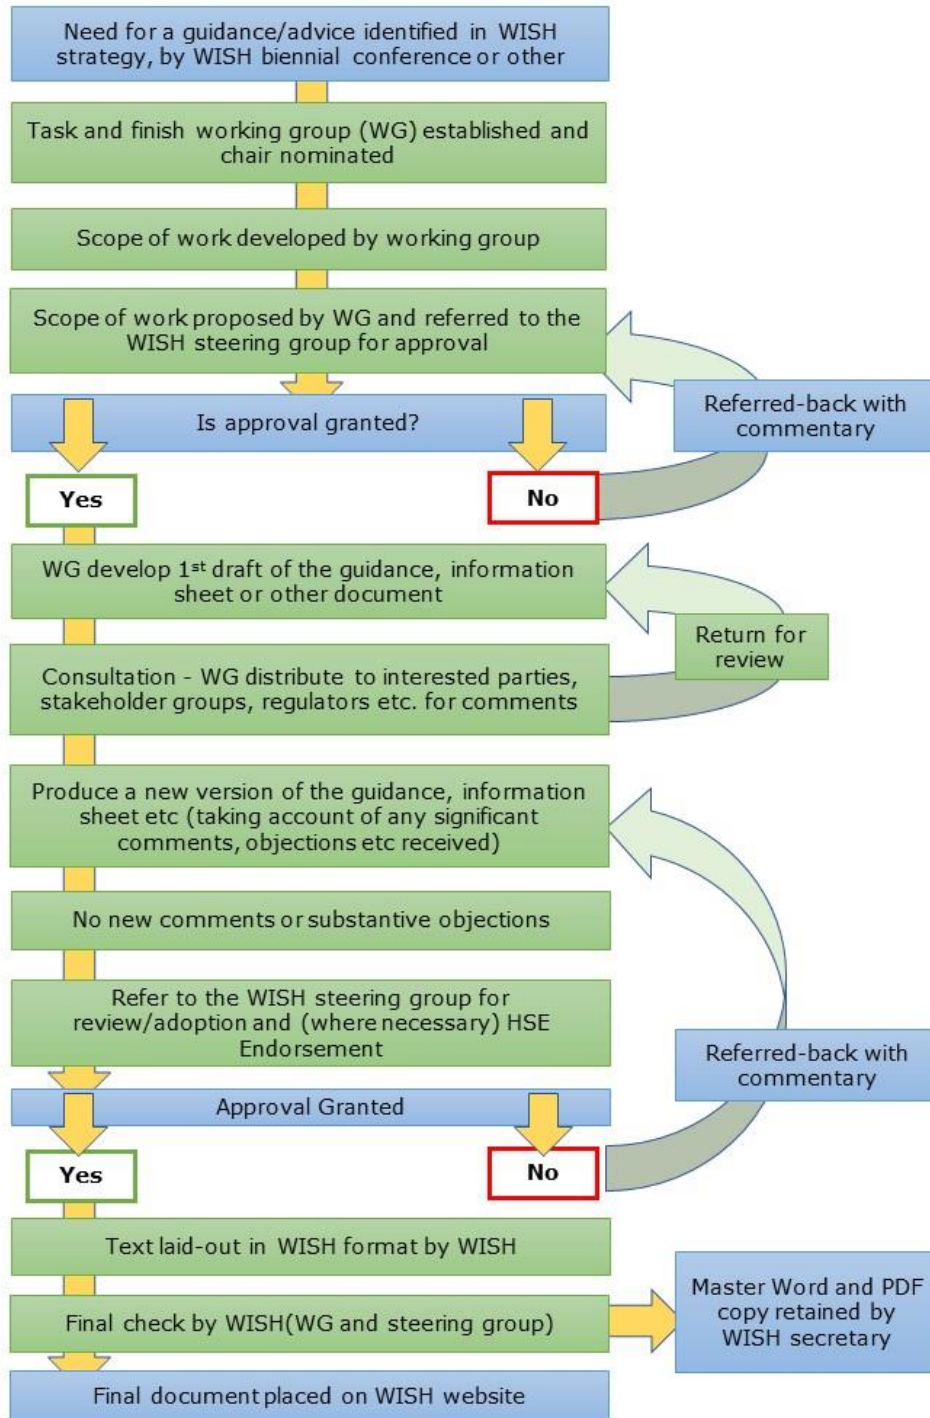 Need for a guidance/advice identified in WISH
strategy, by WISH biennial conference or other
Task and finish working group (WG) established and
chair nominated
Scope of work developed by working group
Scope of work proposed by WG and referred to the
WISH steering group for approval
Is approval granted?
Referred-back with
commentary
Yes
No
WG develop 1st draft of the guidance, information
sheet or other document
Return for
review
Consultation - WG distribute to interested parties,
stakeholder groups, regulators etc. for comments
Produce a new version of the guidance, information
sheet etc (taking account of any significant
comments, objections etc received)
No new comments or substantive objections
Refer to the WISH steering group for
review/adoption and (where necessary) HSE
Endorsement
Referred-back with
commentary
Approval Granted
Yes
No
Text laid-out in WISH format by WISH
Final check by WISH(WG and steering group)
Master Word and PDF
copy retained by
WISH secretary
Final document placed on WISH website